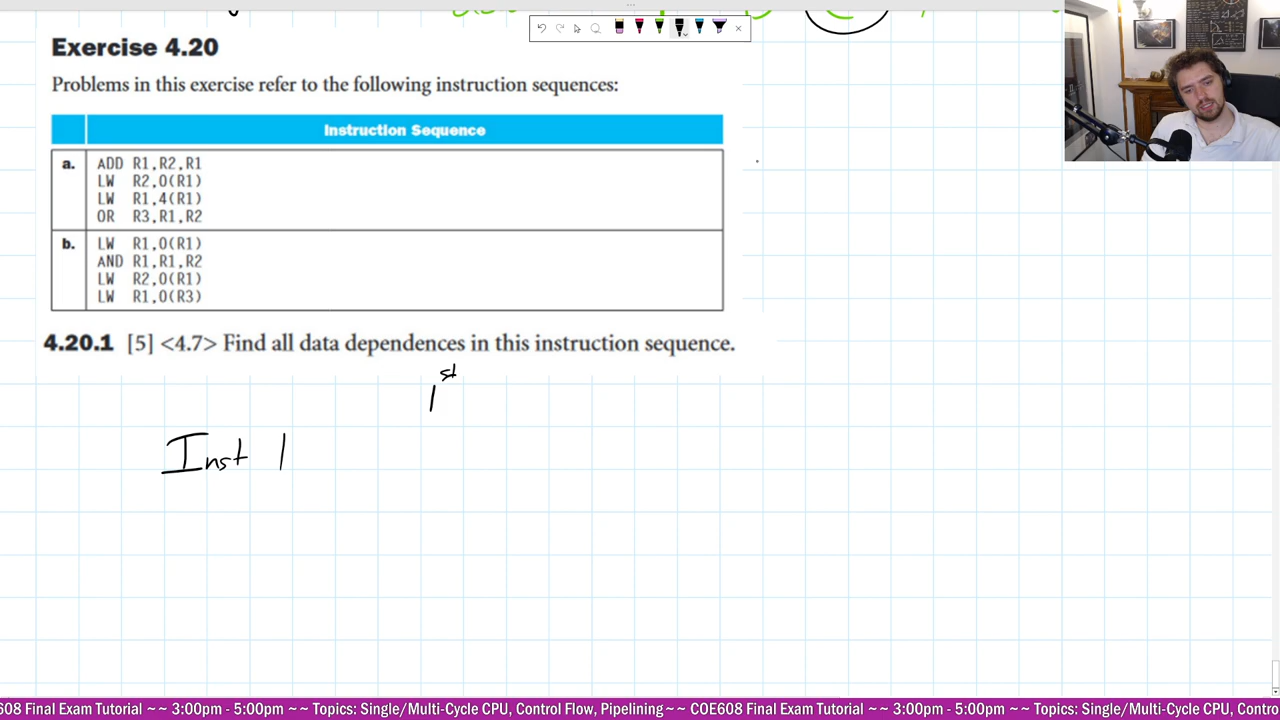 Exercise 4.20
Problems in this exercise refer to the following instruction sequences:
Instruction Sequence
a. ADD R1,R2,R1
LW R2,0(R1)
LW R1,4(R1)
OR R3,R1,R2
b. LW R1,0(R1)
AND R1,R1,R2
LW R2,0(R1)
LW R1,0(R3)
4.20.1 [5] <4.7> Find all data dependences in this instruction sequence.
1st
Inst 1
608 Final Exam Tutorial ~~ 3:00pm - 5:00pm ~~ Topics: Single/Multi-Cycle CPU, Control Flow, Pipelining~~ COE608 Final Exam Tutorial ~~ 3:00pm - 5:00pm ~~ Topics: Single/Multi-Cycle CPU, Contro